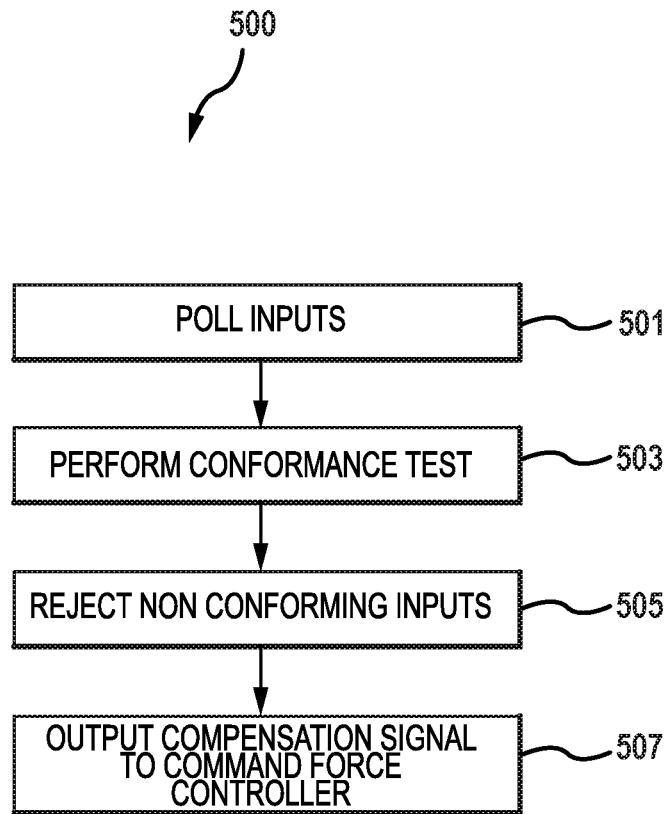 500
POLL INPUTS
501
PERFORM CONFORMANCE TEST
503
REJECT NON CONFORMING INPUTS
505
OUTPUT COMPENSATION SIGNAL
TO COMMAND FORCE
CONTROLLER
507